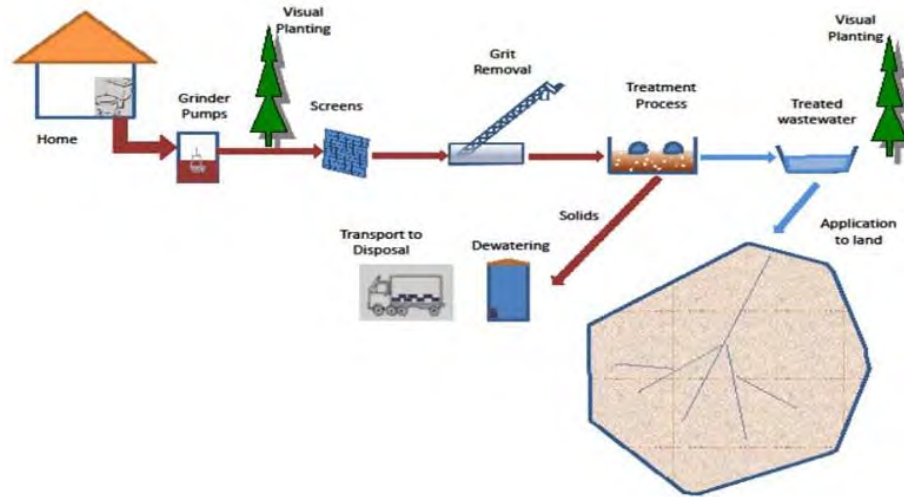 Visual
Planting
Visual
Planting
Grit
Removal
Treatment
Process
Grinder
Pumps
Screens
Treated
wastewater
Home
Solids
Application
to land
Transport to
Disposal
Dewatering